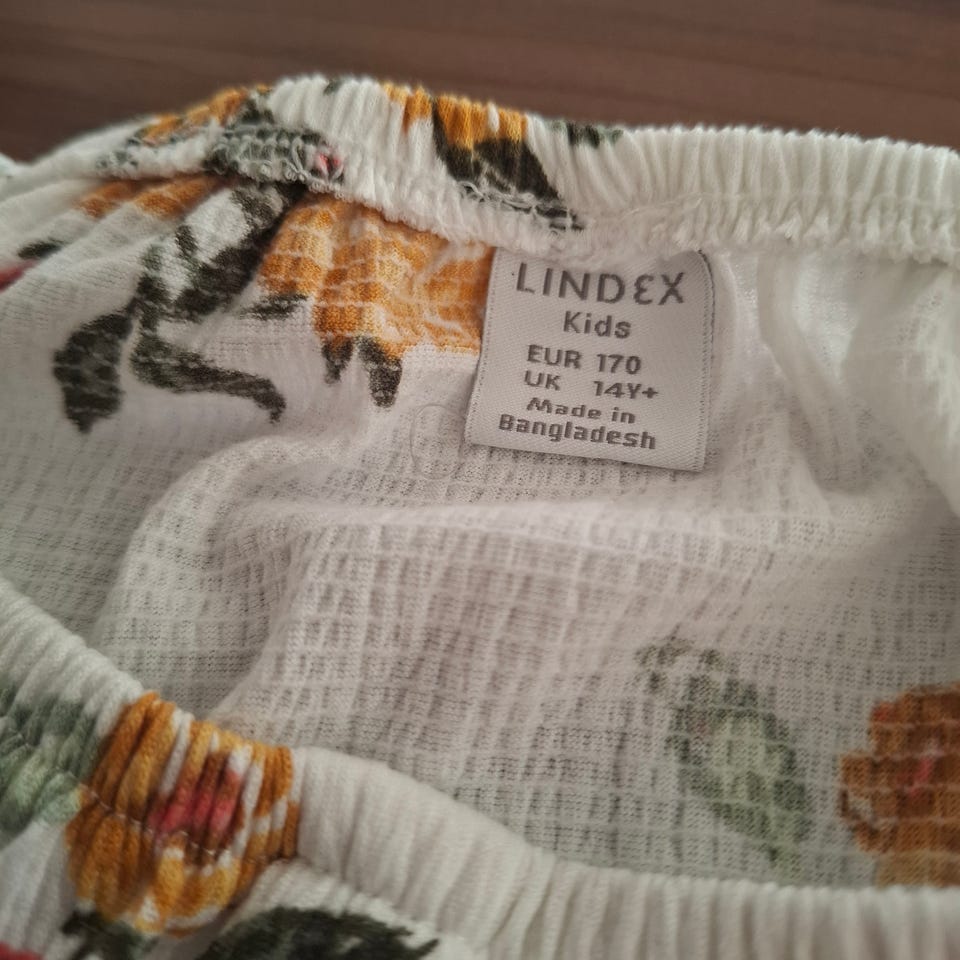 LINDEX
Kids
EUR 170
UK 14Y+
Made in
Bangladesh